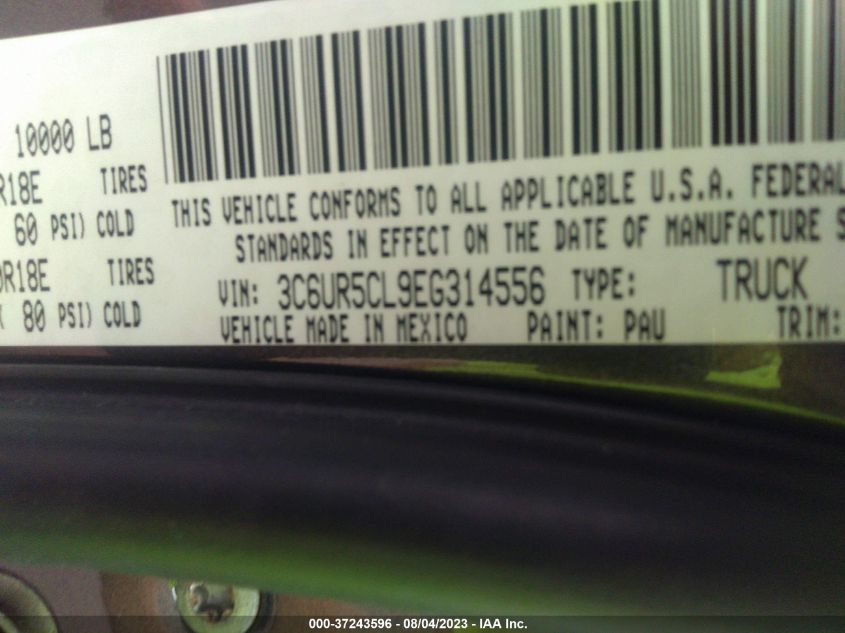 10000 LB
R18E TIRES
60 PSI) COLD
0R18E TIRES
80 PSI) COLD
THIS VEHICLE CONFORMS TO ALL APPLICABLE U.S.A. FEDERAL
STANDARDS IN EFFECT ON THE DATE OF MANUFACTURE S
VIN: 3C6UR5CL9EG314556 TYPE: TRUCK
VEHICLE MADE IN MEXICO PAINT: PAU TRIM:
000-37243596 - 08/04/2023 - IAA Inc.